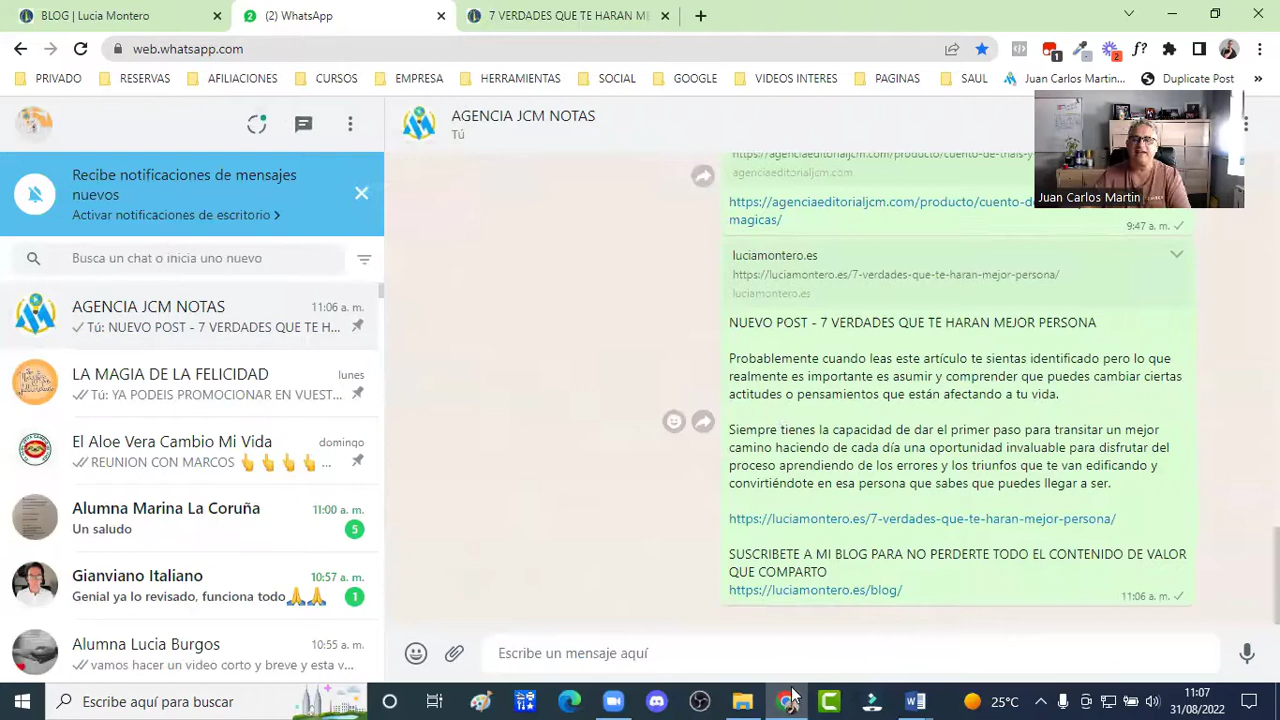 BLOG | Lucia Montero
(2) WhatsApp
7 VERDADES QUE TE HARAN M
web.whatsapp.com
PRIVADO
RESERVAS
AFILIACIONES
CURSOS
EMPRESA
HERRAMIENTAS
SOCIAL
GOOGLE
VIDEOS INTERES
PAGINAS
SAUL
Juan Carlos Martin...
Duplicate Post
AGENCIA JCM NOTAS
Tú
Juan Carlos Martin
Recibe notificaciones de mensajes
nuevos
Activar notificaciones de escritorio
Busca un chat o inicia uno nuevo
AGENCIA JCM NOTAS
11:06 a. m.
Tú: NUEVO POST - 7 VERDADES QUE TE H...
LA MAGIA DE LA FELICIDAD
lunes
Tú: YA PODEIS PROMOCIONAR EN VUEST...
El Aloe Vera Cambio Mi Vida
domingo
REUNION CON MARCOS 👆👆👆👆 ...
Alumna Marina La Coruña
11:00 a. m.
Un saludo
5
Gianviano Italiano
10:57 a. m.
Genial ya lo revisado, funciona todo🙏🙏
1
Alumna Lucia Burgos
10:55 a. m.
vamos hacer un video corto y breve y esta v...
https://agenciaeditorialjcm.com/producto/cuento-de-thais-y
agenciaeditorialjcm.com
https://agenciaeditorialjcm.com/producto/cuento-d
magicas/
9:47 a. m.
luciamontero.es
https://luciamontero.es/7-verdades-que-te-haran-mejor-persona/
luciamontero.es
NUEVO POST - 7 VERDADES QUE TE HARAN MEJOR PERSONA
Probablemente cuando leas este artículo te sientas identificado pero lo que
realmente es importante es asumir y comprender que puedes cambiar ciertas
actitudes o pensamientos que están afectando a tu vida.
Siempre tienes la capacidad de dar el primer paso para transitar un mejor
camino haciendo de cada día una oportunidad invaluable para disfrutar del
proceso aprendiendo de los errores y los triunfos que te van edificando y
convirtiéndote en esa persona que sabes que puedes llegar a ser.
https://luciamontero.es/7-verdades-que-te-haran-mejor-persona/
SUSCRIBETE A MI BLOG PARA NO PERDERTE TODO EL CONTENIDO DE VALOR
QUE COMPARTO
https://luciamontero.es/blog/
11:06 a. m.
Escribe un mensaje aquí
Escribe aquí para buscar
25°C
11:07
31/08/2022